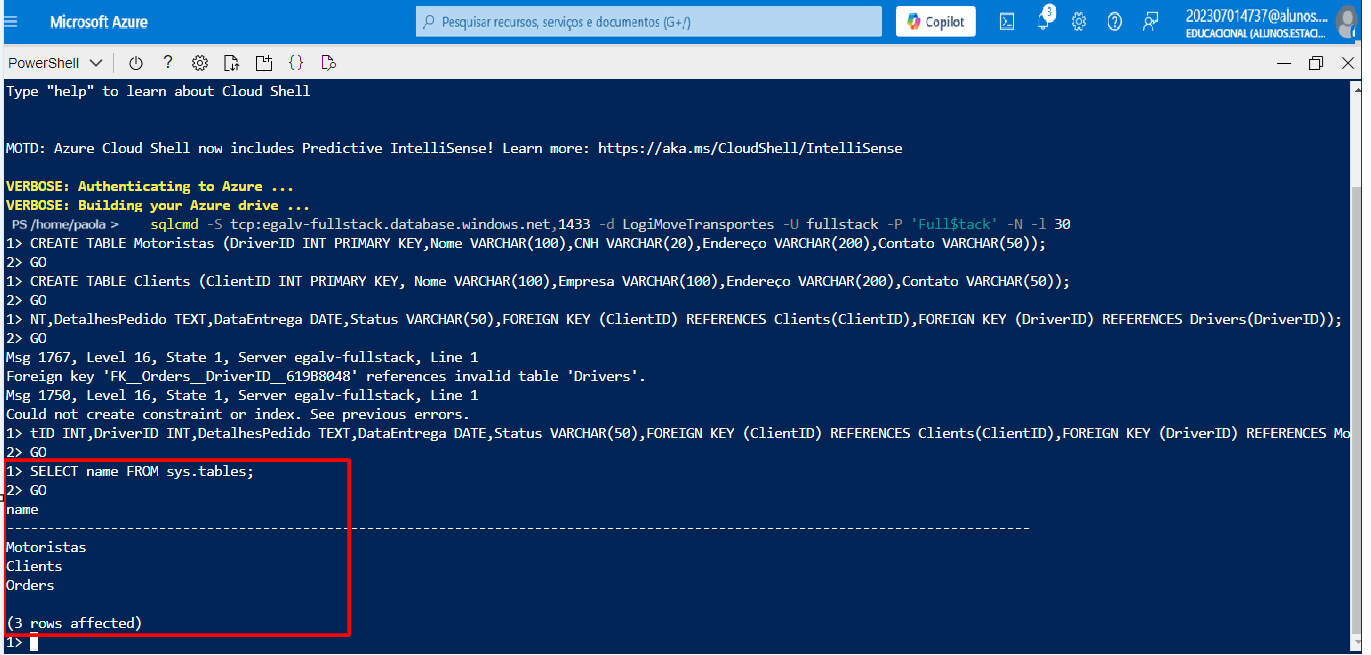 Microsoft Azure
Pesquisar recursos, serviços e documentos (G+/)
Copilot
3
202307014737@alunos....
EDUCACIONAL (ALUNOS.ESTACI...
PowerShell
Type "help" to learn about Cloud Shell
MOTD: Azure Cloud Shell now includes Predictive IntelliSense! Learn more: https://aka.ms/CloudShell/IntelliSense
VERBOSE: Authenticating to Azure ...
VERBOSE: Building your Azure drive ...
PS /home/paola > sqlcmd -S tcp:egalv-fullstack.database.windows.net,1433 -d LogiMoveTransportes -U fullstack -P 'Full$tack' -N -l 30
1> CREATE TABLE Motoristas (DriverID INT PRIMARY KEY,Nome VARCHAR(100),CNH VARCHAR(20),Endereço VARCHAR(200),Contato VARCHAR(50));
2> GO
1> CREATE TABLE Clients (ClientID INT PRIMARY KEY, Nome VARCHAR(100),Empresa VARCHAR(100),Endereço VARCHAR(200),Contato VARCHAR(50));
2> GO
1> NT,DetalhesPedido TEXT,DataEntrega DATE,Status VARCHAR(50),FOREIGN KEY (ClientID) REFERENCES Clients(ClientID),FOREIGN KEY (DriverID) REFERENCES Drivers(DriverID));
2> GO
Msg 1767, Level 16, State 1, Server egalv-fullstack, Line 1
Foreign key 'FK__Orders__DriverID__619B8048' references invalid table 'Drivers'.
Msg 1750, Level 16, State 1, Server egalv-fullstack, Line 1
Could not create constraint or index. See previous errors.
1> tID INT,DriverID INT,DetalhesPedido TEXT,DataEntrega DATE,Status VARCHAR(50),FOREIGN KEY (ClientID) REFERENCES Clients(ClientID),FOREIGN KEY (DriverID) REFERENCES Mo
2> GO
1> SELECT name FROM sys.tables;
2> GO
name
--------------------------------------------------------------------------------------------------------------------------------
Motoristas
Clients
Orders
(3 rows affected)
1>